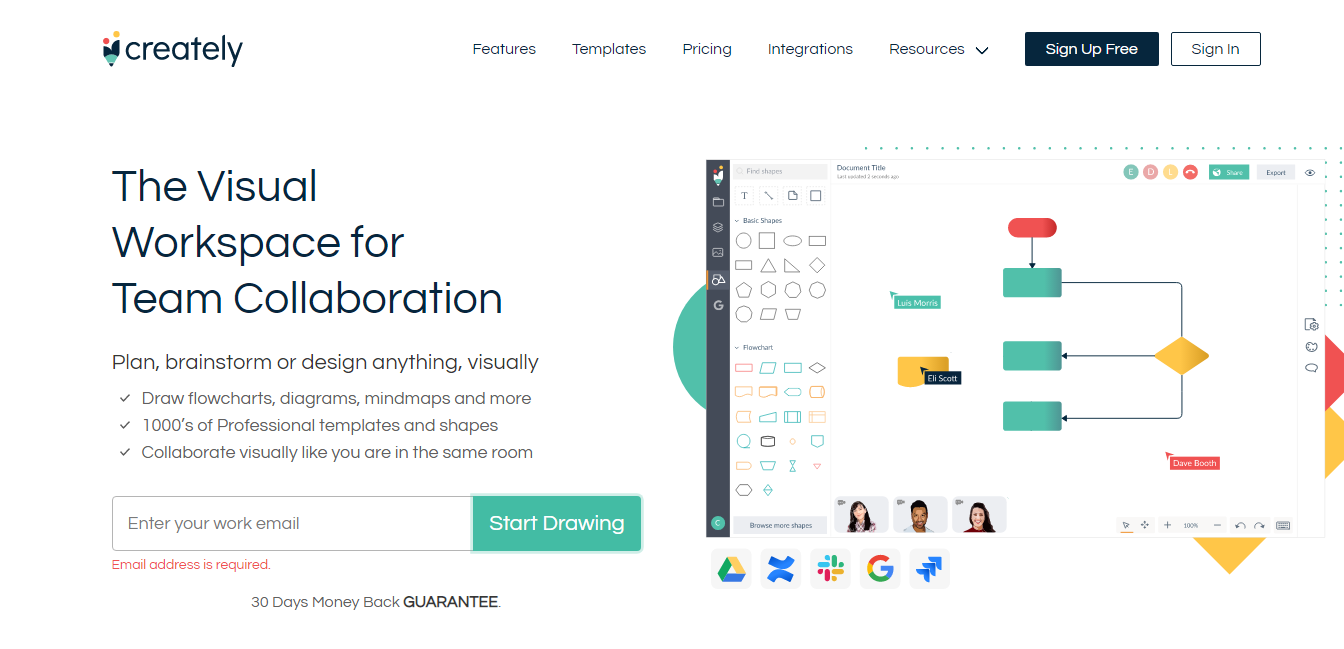 creately
Features
Templates
Pricing
Integrations
Resources
Sign Up Free
Sign In
The Visual
Workspace for
Team Collaboration
Plan, brainstorm or design anything, visually
Draw flowcharts, diagrams, mindmaps and more
1000's of Professional templates and shapes
Collaborate visually like you are in the same room
Enter your work email
Start Drawing
Email address is required.
30 Days Money Back GUARANTEE.
Find shapes
Document Title
Last updated 2 seconds ago
E
D
L
Share
Export
T
Basic Shapes
G
Flowchart
C
Browse more shapes
Luis Morris
Eli Scott
Dave Booth
100%